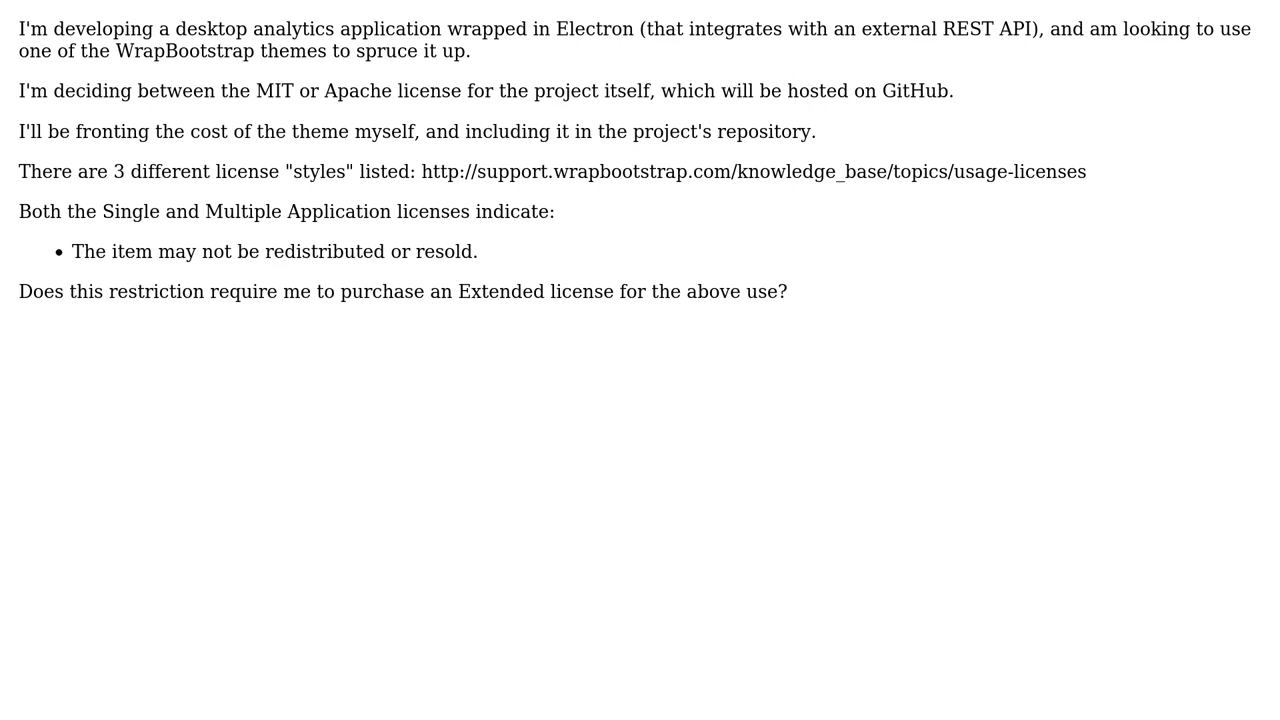 I'm developing a desktop analytics application wrapped in Electron (that integrates with an external REST API), and am looking to use
one of the WrapBootstrap themes to spruce it up.
I'm deciding between the MIT or Apache license for the project itself, which will be hosted on GitHub.
I'll be fronting the cost of the theme myself, and including it in the project's repository.
There are 3 different license "styles" listed: http://support.wrapbootstrap.com/knowledge_base/topics/usage-licenses
Both the Single and Multiple Application licenses indicate:
• The item may not be redistributed or resold.
Does this restriction require me to purchase an Extended license for the above use?